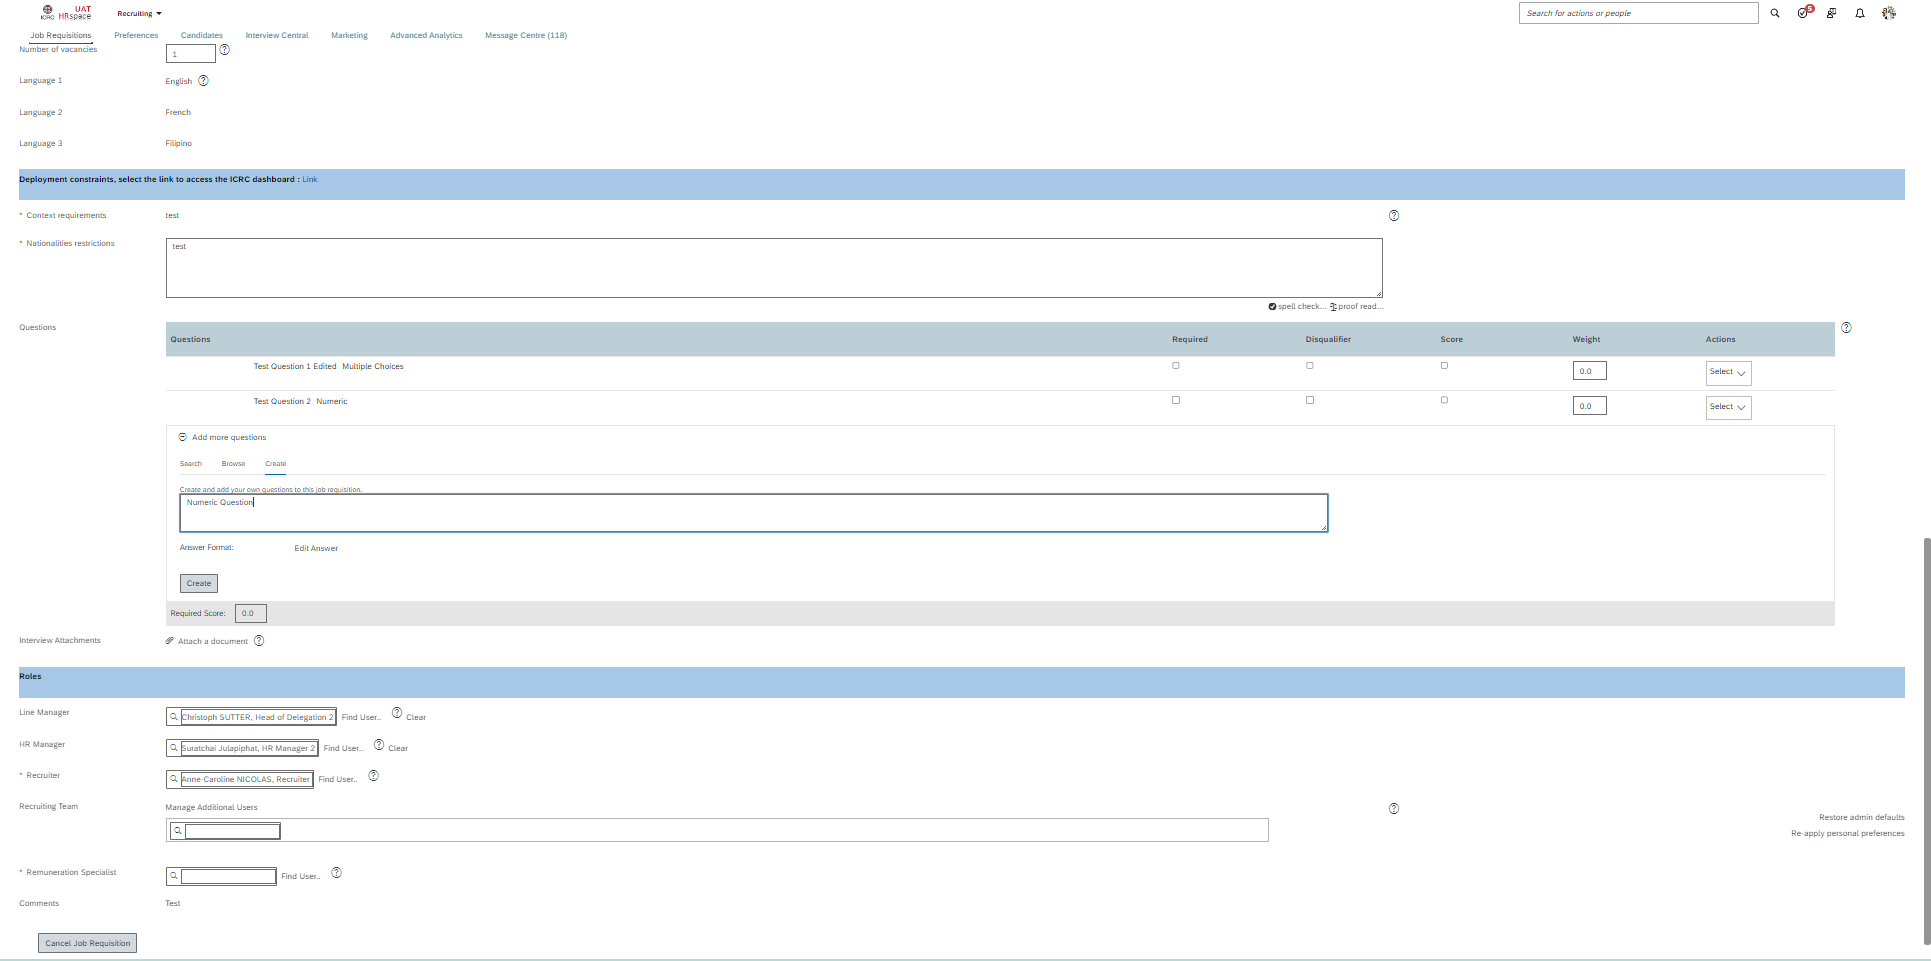 UAT
ICRC HRspace
Recruiting
Search for actions or people
5
Job Requisitions Preferences Candidates Interview Central Marketing Advanced Analytics Message Centre (118)
Number of vacancies 1
Language 1 English
Language 2 French
Language 3 Filipino
Deployment constraints, select the link to access the ICRC dashboard : Link
* Context requirements test
* Nationalities restrictions test
spell check... proof read...
Questions
Questions Required Disqualifier Score Weight Actions
Test Question 1 Edited Multiple Choices 0.0 Select
Test Question 2 Numeric 0.0 Select
Add more questions
Search Browse Create
Create and add your own questions to this job requisition.
Numeric Question
Answer Format: Edit Answer
Create
Required Score: 0.0
Interview Attachments Attach a document
Roles
Line Manager Christoph SUTTER, Head of Delegation 2 Find User.. Clear
HR Manager Suratchai Julapiphat, HR Manager 2 Find User.. Clear
* Recruiter Anne-Caroline NICOLAS, Recruiter Find User..
Recruiting Team Manage Additional Users
Restore admin defaults
Re-apply personal preferences
* Remuneration Specialist Find User..
Comments Test
Cancel Job Requisition